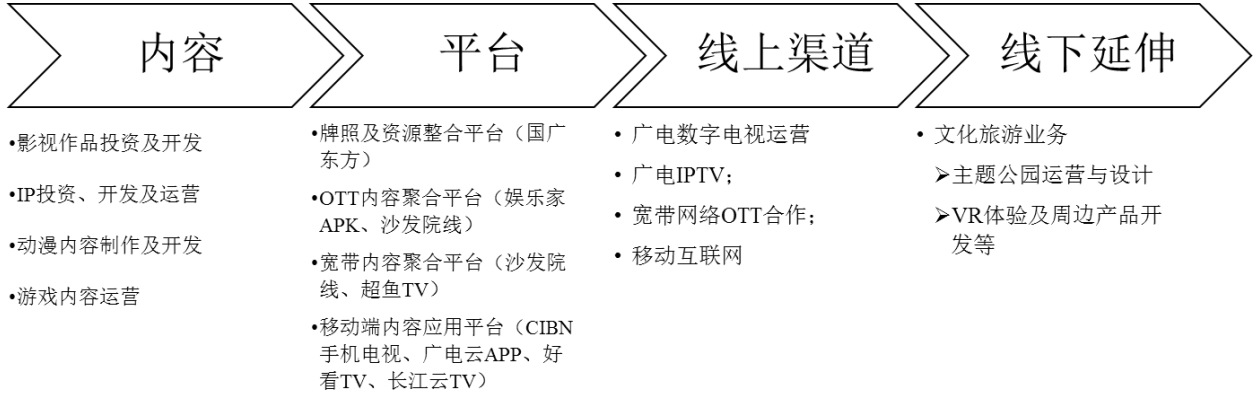 内容
平台
线上渠道
线下延伸
•影视作品投资及开发
•IP投资、开发及运营
•动漫内容制作及开发
•游戏内容运营
•牌照及资源整合平台（国广
东方）
•OTT内容聚合平台（娱乐家
APK、沙发院线）
•宽带内容聚合平台（沙发院
线、超鱼TV）
•移动端内容应用平台（CIBN
手机电视、广电云APP、好
看TV、长江云TV）
• 广电数字电视运营
• 广电IPTV；
• 宽带网络OTT合作；
• 移动互联网
• 文化旅游业务
➢主题公园运营与设计
➢VR体验及周边产品开
发等